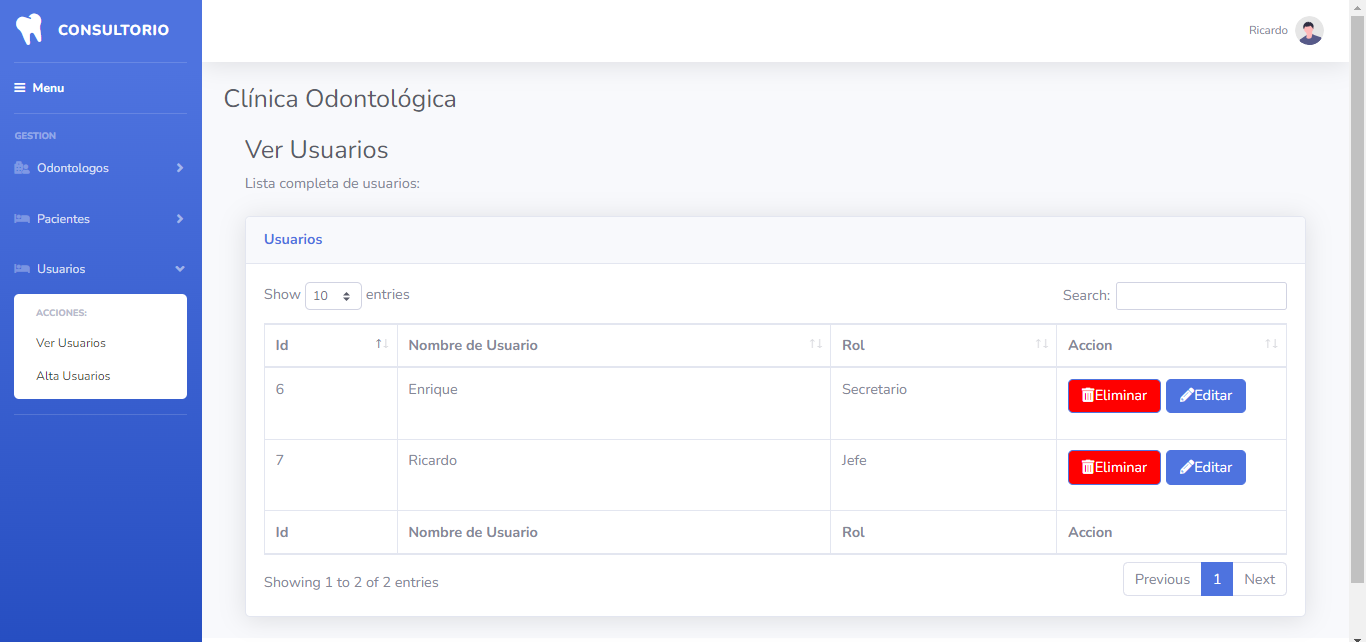 CONSULTORIO
Ricardo
Menu
GESTION
Odontologos
Pacientes
Usuarios
ACCIONES:
Ver Usuarios
Alta Usuarios
Clínica Odontológica
Ver Usuarios
Lista completa de usuarios:
Usuarios
Show 10 entries Search:
Id Nombre de Usuario Rol Accion
6 Enrique Secretario Eliminar Editar
7 Ricardo Jefe Eliminar Editar
Id Nombre de Usuario Rol Accion
Showing 1 to 2 of 2 entries Previous 1 Next